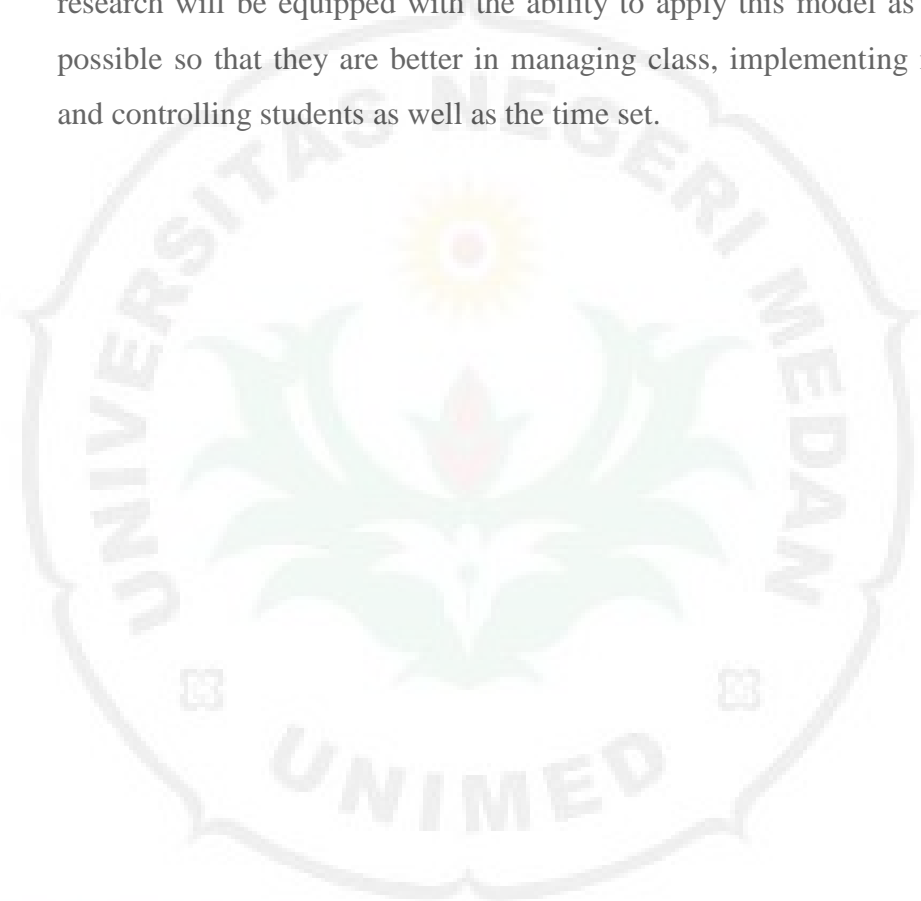 research will be equipped with the ability to apply this model as
possible so that they are better in managing class, implementing
and controlling students as well as the time set.
UNIVERSITAS NEGERI MEDAN
UNIMED